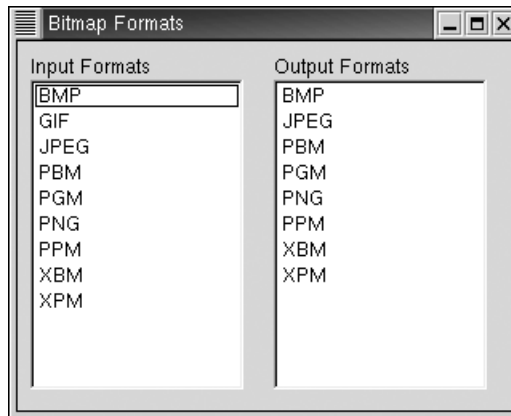 Bitmap Formats
Input Formats
BMP
GIF
JPEG
PBM
PGM
PNG
PPM
XBM
XPM
Output Formats
BMP
JPEG
PBM
PGM
PNG
PPM
XBM
XPM